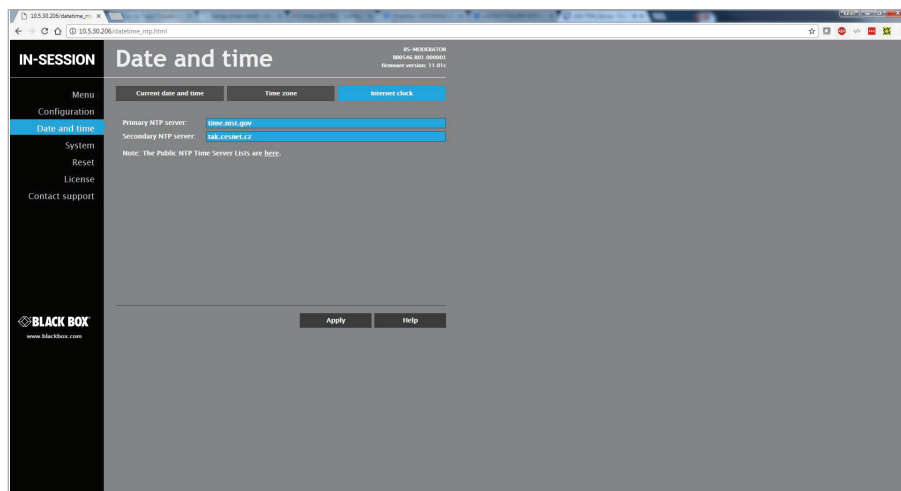 10.5.30.206/datetime_n
10.5.30.206/datetime_ntp.html
IN-SESSION
Date and time
RS-MODERATOR
firmware version: 11.01c
Menu
Configuration
Date and time
System
Reset
License
Contact support
Current date and time
Time zone
Internet clock
Primary NTP server:
time.nist.gov
Secondary NTP server:
tak.cesnet.cz
Note: The Public NTP Time Server Lists are here.
Apply
Help
BLACK BOX
www.blackbox.com